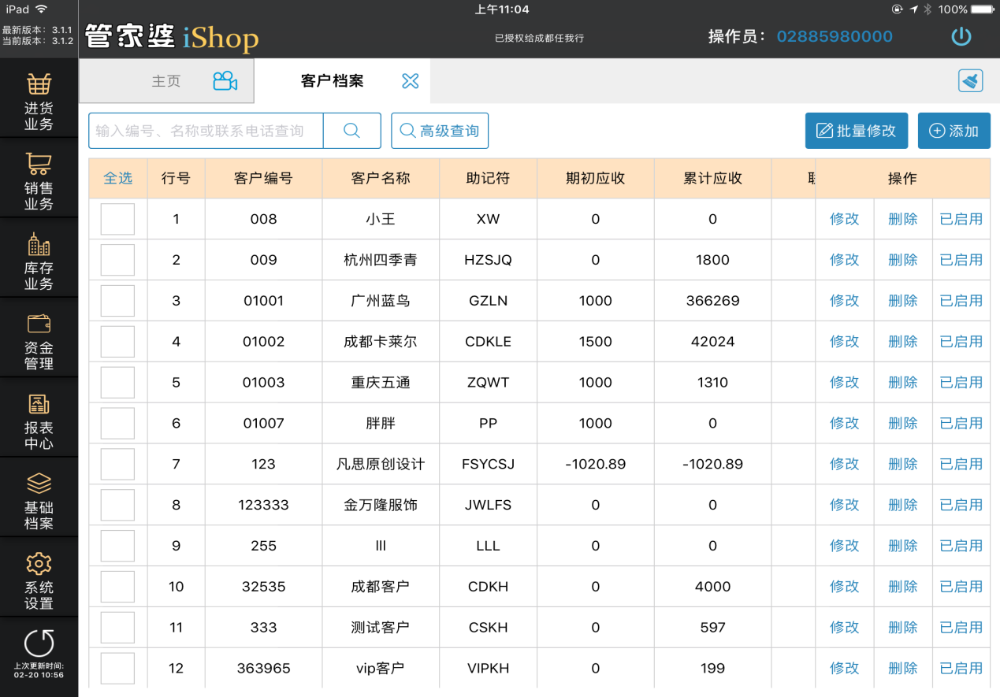 iPad 上午11:04 100%
最新版本：3.1.1
当前版本：3.1.2
管家婆 iShop 已授权给成都任我行 操作员： 02885980000
进货
业务
销售
业务
库存
业务
资金
管理
报表
中心
基础
档案
系统
设置
上次更新时间:
02-20 10:56
主页 客户档案
输入编号、名称或联系电话查询 高级查询 批量修改 添加
全选 行号 客户编号 客户名称 助记符 期初应收 累计应收 操作
1 008 小王 XW 0 0 修改 删除 已启用
2 009 杭州四季青 HZSJQ 0 1800 修改 删除 已启用
3 01001 广州蓝鸟 GZLN 1000 366269 修改 删除 已启用
4 01002 成都卡莱尔 CDKLE 1500 42024 修改 删除 已启用
5 01003 重庆五通 ZQWT 1000 1310 修改 删除 已启用
6 01007 胖胖 PP 1000 0 修改 删除 已启用
7 123 凡思原创设计 FSYCSJ -1020.89 -1020.89 修改 删除 已启用
8 123333 金万隆服饰 JWLFS 0 0 修改 删除 已启用
9 255 lll LLL 0 0 修改 删除 已启用
10 32535 成都客户 CDKH 0 4000 修改 删除 已启用
11 333 测试客户 CSKH 0 597 修改 删除 已启用
12 363965 vip客户 VIPKH 0 199 修改 删除 已启用